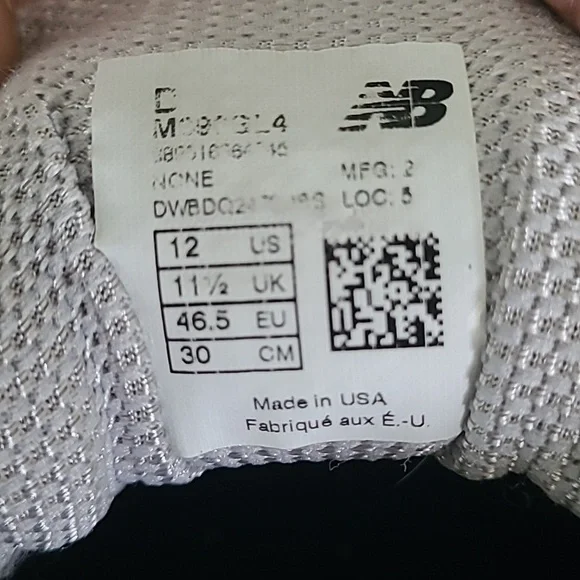 D
NB
NONE
MFG: 2
LOC: 5
12 US
11½ UK
46.5 EU
30 CM
Made in USA
Fabriqué aux É.-U.